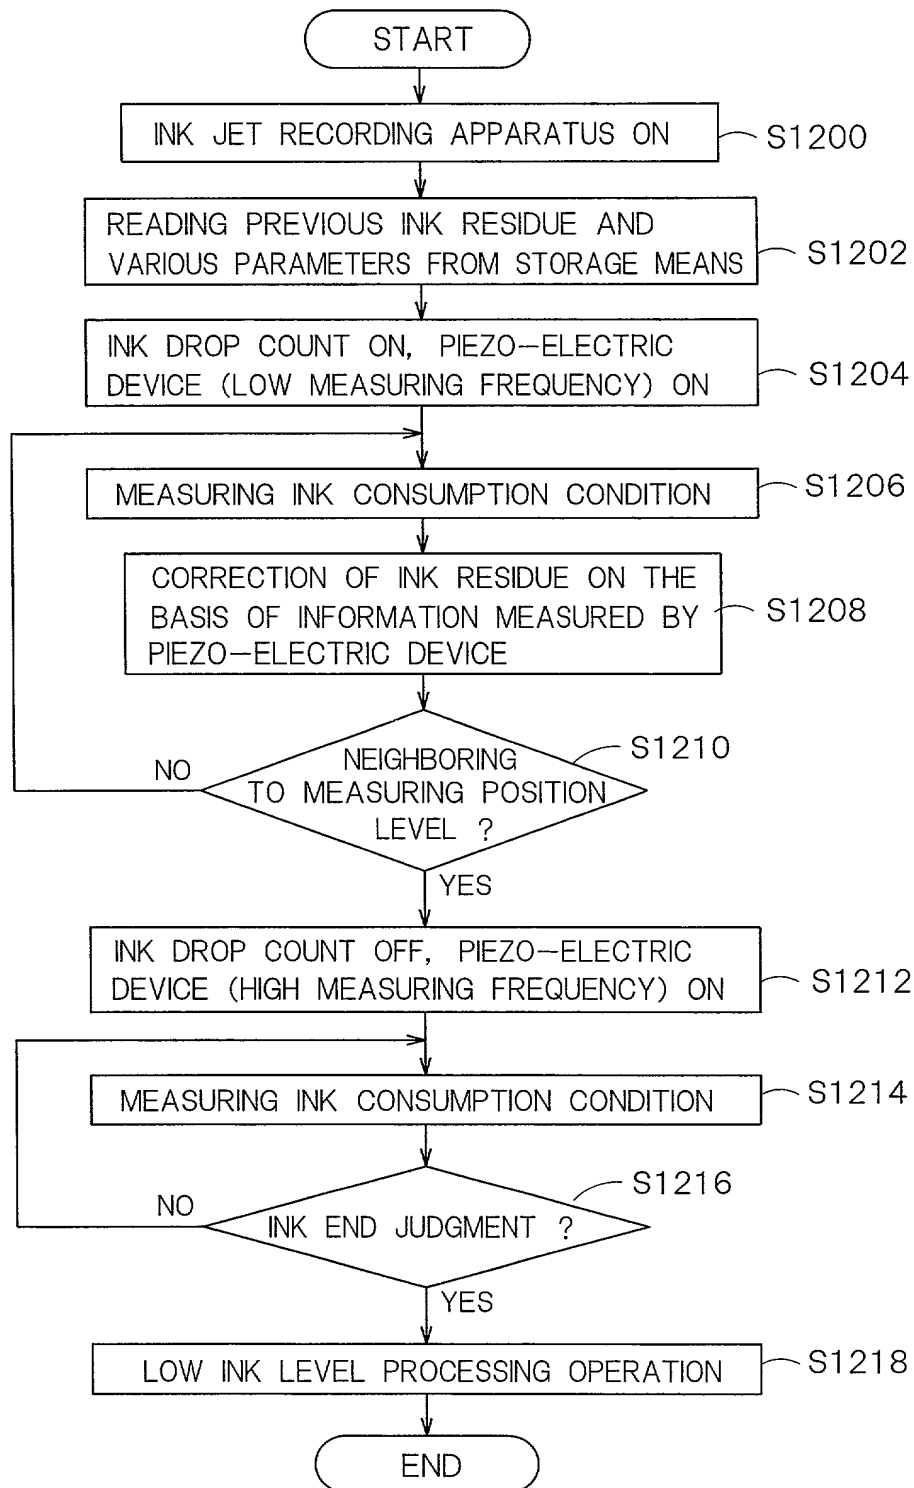 START
INK JET RECORDING APPARATUS ON
S1200
READING PREVIOUS INK RESIDUE AND
VARIOUS PARAMETERS FROM STORAGE MEANS
S1202
INK DROP COUNT ON, PIEZO-ELECTRIC
DEVICE (LOW MEASURING FREQUENCY) ON
S1204
MEASURING INK CONSUMPTION CONDITION
S1206
CORRECTION OF INK RESIDUE ON THE
BASIS OF INFORMATION MEASURED BY
PIEZO-ELECTRIC DEVICE
S1208
NEIGHBORING
TO MEASURING POSITION
LEVEL ?
S1210
NO
YES
INK DROP COUNT OFF, PIEZO-ELECTRIC
DEVICE (HIGH MEASURING FREQUENCY) ON
S1212
MEASURING INK CONSUMPTION CONDITION
S1214
INK END JUDGMENT ?
S1216
NO
YES
LOW INK LEVEL PROCESSING OPERATION
S1218
END